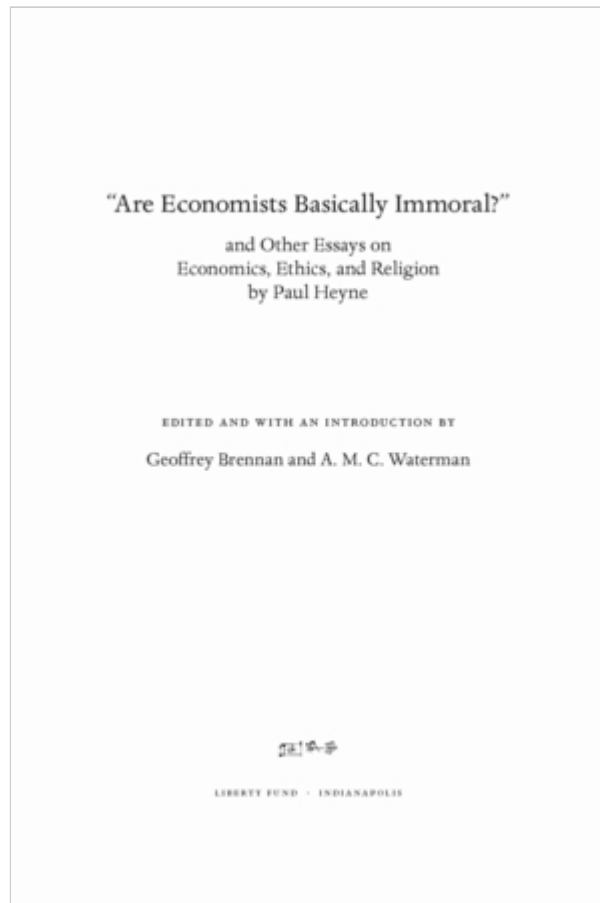 “Are Economists Basically Immoral?”
and Other Essays on
Economics, Ethics, and Religion
by Paul Heyne
EDITED AND WITH AN INTRODUCTION BY
Geoffrey Brennan and A. M. C. Waterman
LIBERTY FUND · INDIANAPOLIS